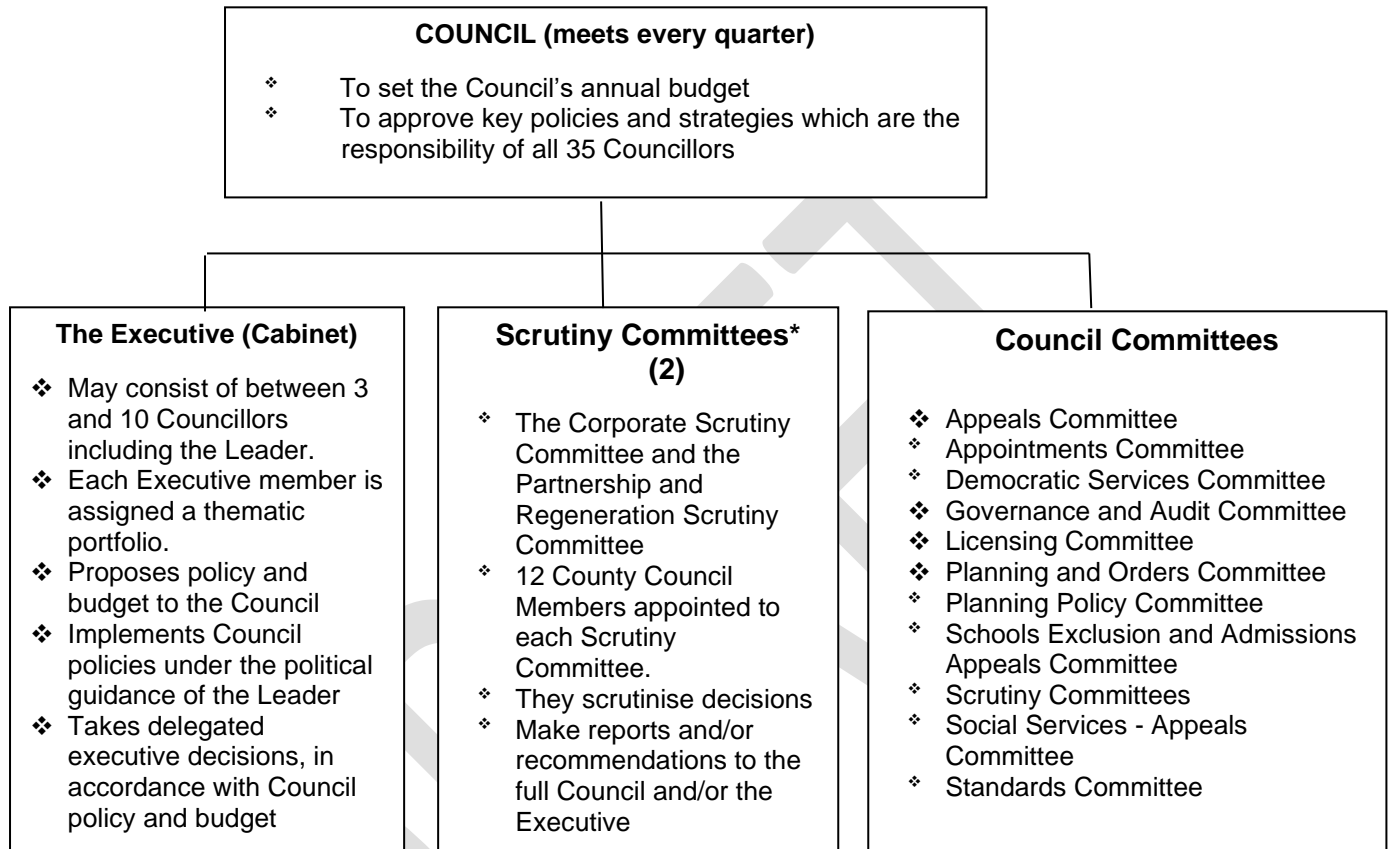 COUNCIL (meets every quarter)
❖ To set the Council's annual budget
❖ To approve key policies and strategies which are the
responsibility of all 35 Councillors
The Executive (Cabinet)
❖ May consist of between 3
and 10 Councillors
including the Leader.
❖ Each Executive member is
assigned a thematic
portfolio.
❖ Proposes policy and
budget to the Council
❖ Implements Council
policies under the political
guidance of the Leader
❖ Takes delegated
executive decisions, in
accordance with Council
policy and budget
Scrutiny Committees*
(2)
❖ The Corporate Scrutiny
Committee and the
Partnership and
Regeneration Scrutiny
Committee
❖ 12 County Council
Members appointed to
each Scrutiny
Committee.
❖ They scrutinise decisions
❖ Make reports and/or
recommendations to the
full Council and/or the
Executive
Council Committees
❖ Appeals Committee
❖ Appointments Committee
❖ Democratic Services Committee
❖ Governance and Audit Committee
❖ Licensing Committee
❖ Planning and Orders Committee
❖ Planning Policy Committee
❖ Schools Exclusion and Admissions
Appeals Committee
❖ Scrutiny Committees
❖ Social Services - Appeals
Committee
❖ Standards Committee